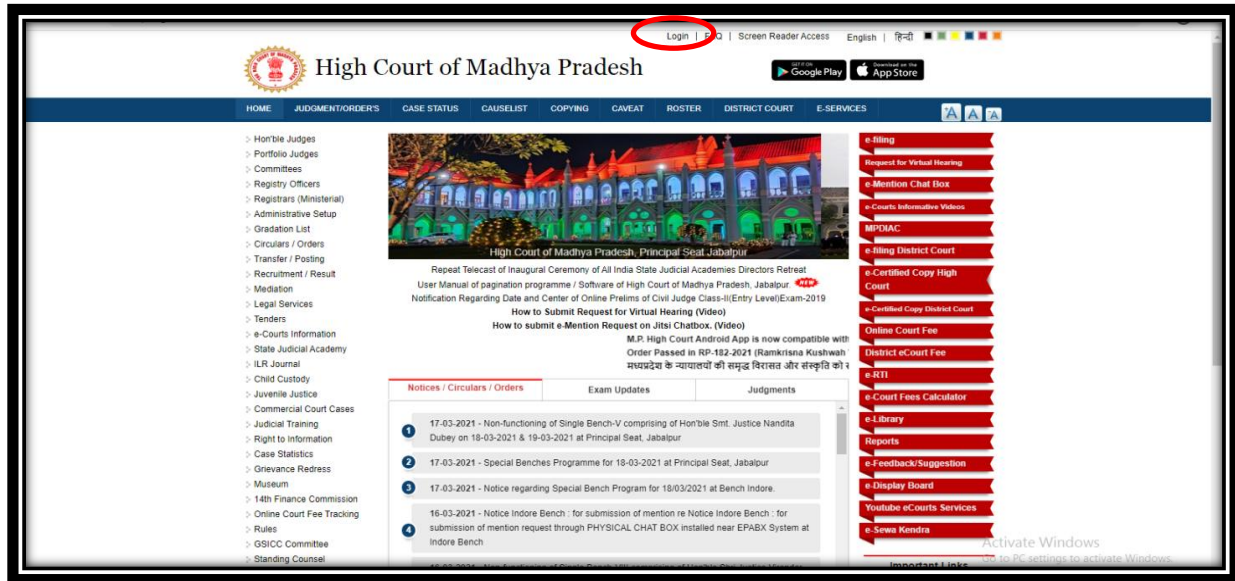 Login | FAQ | Screen Reader Access English | हिन्दी
High Court of Madhya Pradesh
GET IT ON Google Play
Download on the App Store
HOME JUDGMENT/ORDER'S CASE STATUS CAUSELIST COPYING CAVEAT ROSTER DISTRICT COURT E-SERVICES
A A A
Hon'ble Judges
Portfolio Judges
Committees
Registry Officers
Registrars (Ministerial)
Administrative Setup
Gradation List
Circulars / Orders
Transfer / Posting
Recruitment / Result
Mediation
Legal Services
Tenders
e-Courts Information
State Judicial Academy
ILR Journal
Child Custody
Juvenile Justice
Commercial Court Cases
Judicial Training
Right to Information
Case Statistics
Grievance Redress
Museum
14th Finance Commission
Online Court Fee Tracking
Rules
GSICC Committee
Standing Counsel
High Court of Madhya Pradesh, Principal Seat Jabalpur
Repeat Telecast of Inaugural Ceremony of All India State Judicial Academies Directors Retreat
User Manual of pagination programme / Software of High Court of Madhya Pradesh, Jabalpur. NEW
Notification Regarding Date and Center of Online Prelims of Civil Judge Class-II(Entry Level)Exam-2019
How to Submit Request for Virtual Hearing (Video)
How to submit e-Mention Request on Jitsi Chatbox. (Video)
M.P. High Court Android App is now compatible with
Order Passed in RP-182-2021 (Ramkrisna Kushwah
मध्यप्रदेश के न्यायालयों की समृद्ध विरासत और संस्कृति को
Notices / Circulars / Orders Exam Updates Judgments
1 17-03-2021 - Non-functioning of Single Bench-V comprising of Hon'ble Smt. Justice Nandita
Dubey on 18-03-2021 & 19-03-2021 at Principal Seat, Jabalpur
2 17-03-2021 - Special Benches Programme for 18-03-2021 at Principal Seat, Jabalpur
3 17-03-2021 - Notice regarding Special Bench Program for 18/03/2021 at Bench Indore.
4 16-03-2021 - Notice Indore Bench : for submission of mention re Notice Indore Bench : for
submission of mention request through PHYSICAL CHAT BOX installed near EPABX System at
Indore Bench
e-filing
Request for Virtual Hearing
e-Mention Chat Box
e-Courts Informative Videos
MPDIAC
e-filing District Court
e-Certified Copy High
Court
e-Certified Copy District Court
Online Court Fee
District eCourt Fee
e-RTI
e-Court Fees Calculator
e-Library
Reports
e-Feedback/Suggestion
e-Display Board
Youtube eCourts Services
e-Sewa Kendra
Important Links
Activate Windows
Go to PC settings to activate Windows.